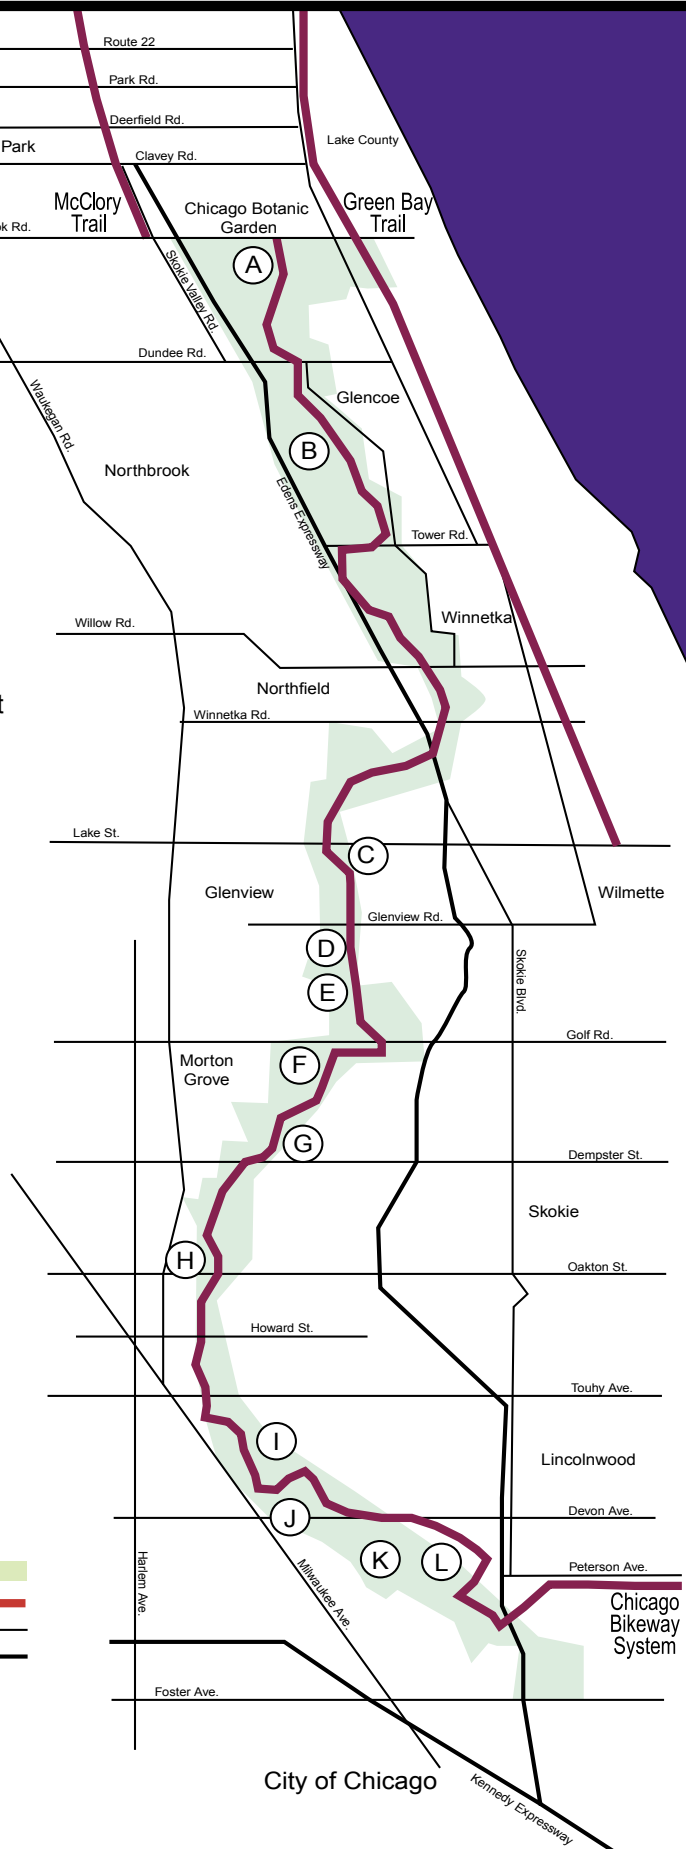 Route 22
Park Rd.
Deerfield Rd.
Lake County
Park
Clavey Rd.
McClory
Trail
Chicago Botanic
Garden
Green Bay
Trail
k Rd.
A
Skokie Valley Rd.
Dundee Rd.
Waukegan Rd.
Glencoe
B
Northbrook
Edens Expressway
Tower Rd.
Willow Rd.
Winnetka
Northfield
t
Winnetka Rd.
Lake St.
C
Glenview
Wilmette
Glenview Rd.
D
Skokie Blvd.
E
Golf Rd.
Morton
Grove
F
G
Dempster St.
Skokie
H
Oakton St.
Howard St.
Touhy Ave.
I
Lincolnwood
Devon Ave.
J
K
L
Harlem Ave.
Milwaukee Ave.
Peterson Ave.
Chicago
Bikeway
System
Foster Ave.
City of Chicago
Kennedy Expressway